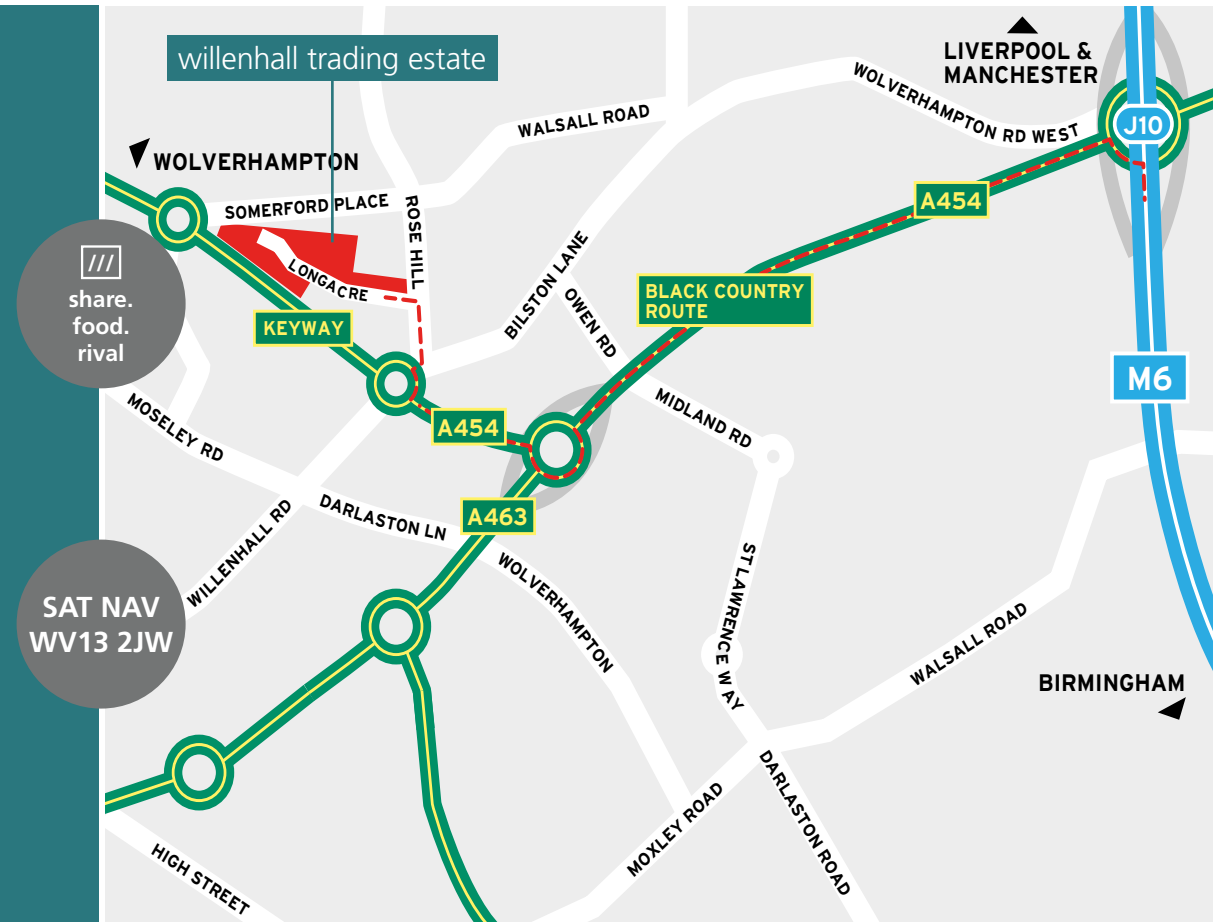 willenhall trading estate
LIVERPOOL &
MANCHESTER
WOLVERHAMPTON RD WEST
J10
WALSALL ROAD
WOLVERHAMPTON
SOMERFORD PLACE
ROSE HILL
A454
LONGACRE
BILSTON LANE
///
share.
food.
rival
KEYWAY
OWEN RD
BLACK COUNTRY
ROUTE
M6
MOSELEY RD
A454
MIDLAND RD
A463
DARLASTON LN
WILLENHALL RD
WOLVERHAMPTON
ST LAWRENCE WAY
SAT NAV
WV13 2JW
WALSALL ROAD
BIRMINGHAM
MOXLEY ROAD
DARLASTON ROAD
HIGH STREET